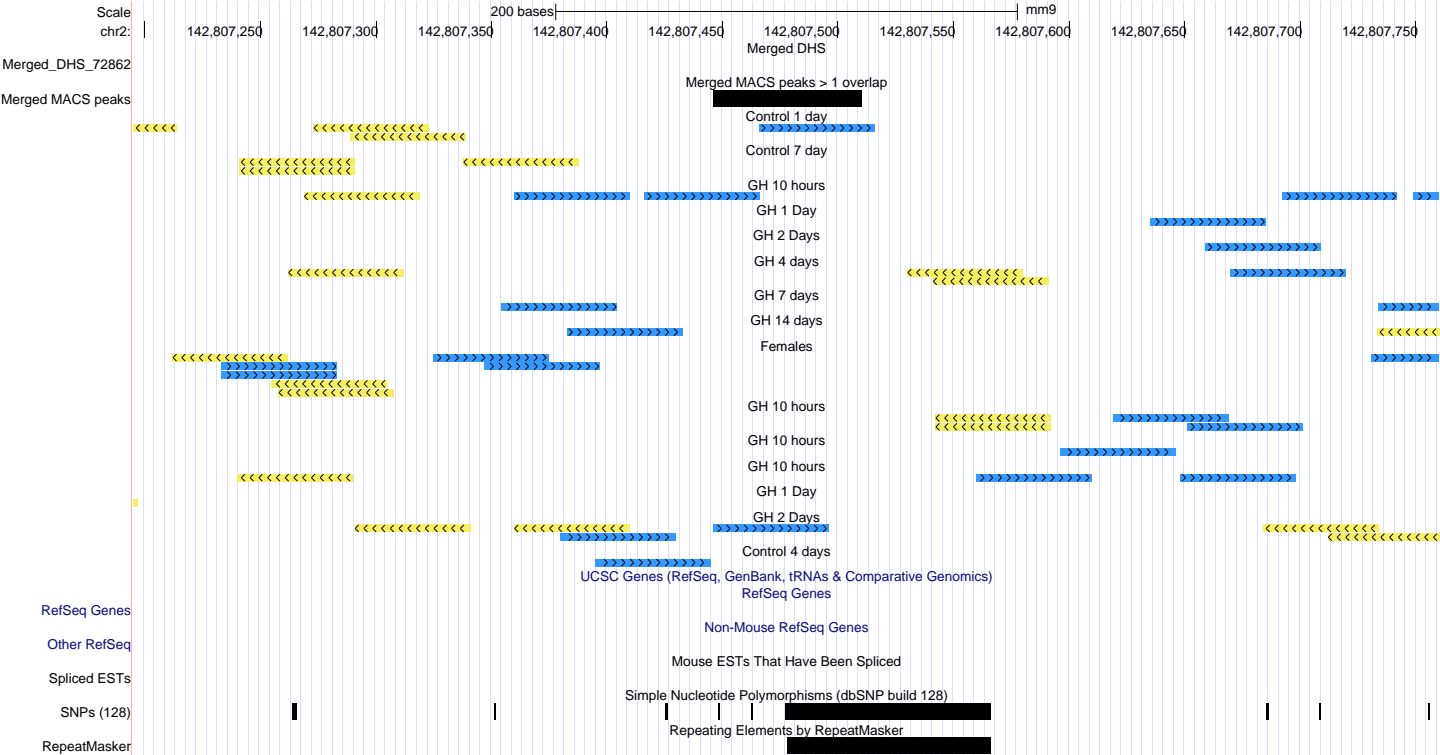 Scale 200 bases mm9
chr2: 142,807,250 142,807,300 142,807,350 142,807,400 142,807,450 142,807,500 142,807,550 142,807,600 142,807,650 142,807,700 142,807,750
Merged DHS
Merged_DHS_72862
Merged MACS peaks > 1 overlap
Merged MACS peaks
Control 1 day
Control 7 day
GH 10 hours
GH 1 Day
GH 2 Days
GH 4 days
GH 7 days
GH 14 days
Females
GH 10 hours
GH 10 hours
GH 10 hours
GH 1 Day
GH 2 Days
Control 4 days
UCSC Genes (RefSeq, GenBank, tRNAs & Comparative Genomics)
RefSeq Genes
RefSeq Genes
Non-Mouse RefSeq Genes
Other RefSeq
Mouse ESTs That Have Been Spliced
Spliced ESTs
Simple Nucleotide Polymorphisms (dbSNP build 128)
SNPs (128)
Repeating Elements by RepeatMasker
RepeatMasker